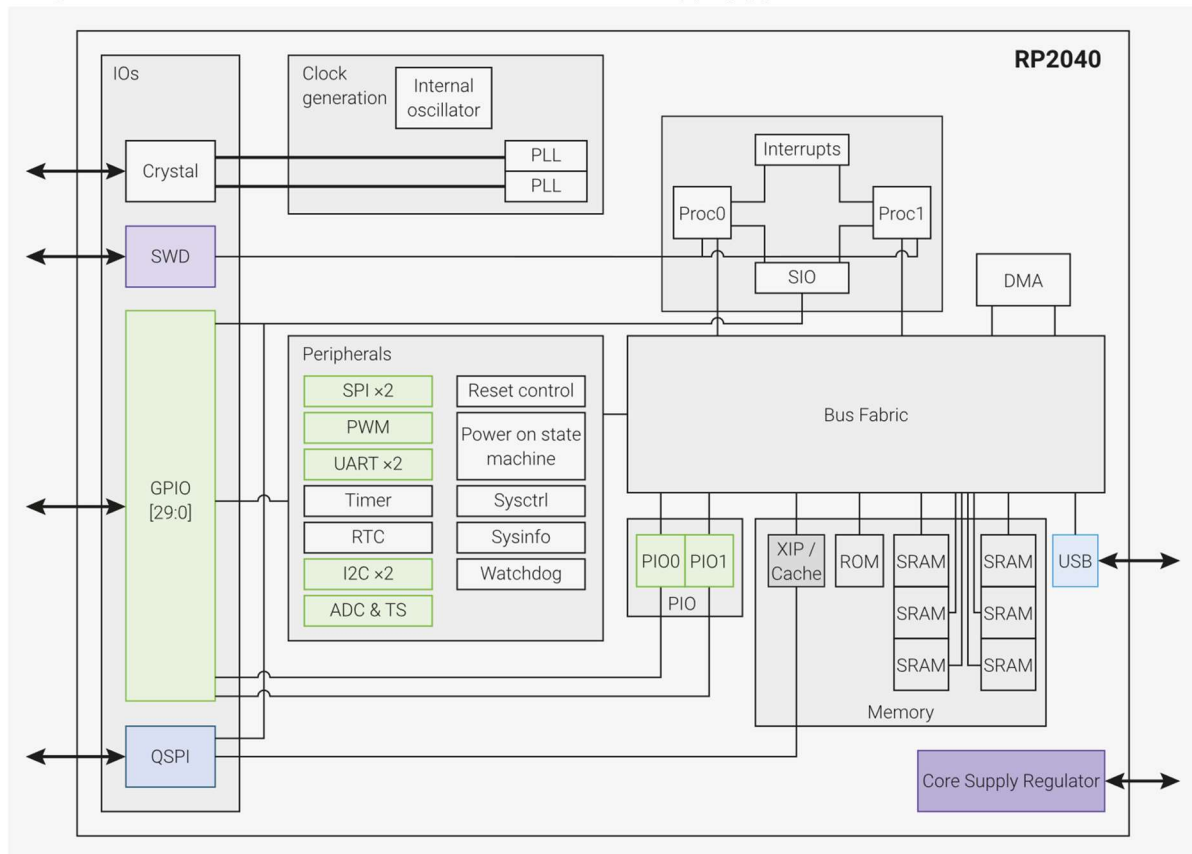 RP2040
IOs
Clock
generation
Internal
oscillator
Crystal
PLL
PLL
Interrupts
Proc0
Proc1
SWD
SIO
DMA
Peripherals
SPI ×2
Reset control
PWM
Power on state
machine
UART ×2
Timer
Sysctrl
RTC
Sysinfo
I2C ×2
Watchdog
ADC & TS
Bus Fabric
GPIO
[29:0]
PIO0
PIO1
PIO
XIP /
Cache
ROM
SRAM
SRAM
USB
SRAM
SRAM
SRAM
SRAM
Memory
QSPI
Core Supply Regulator